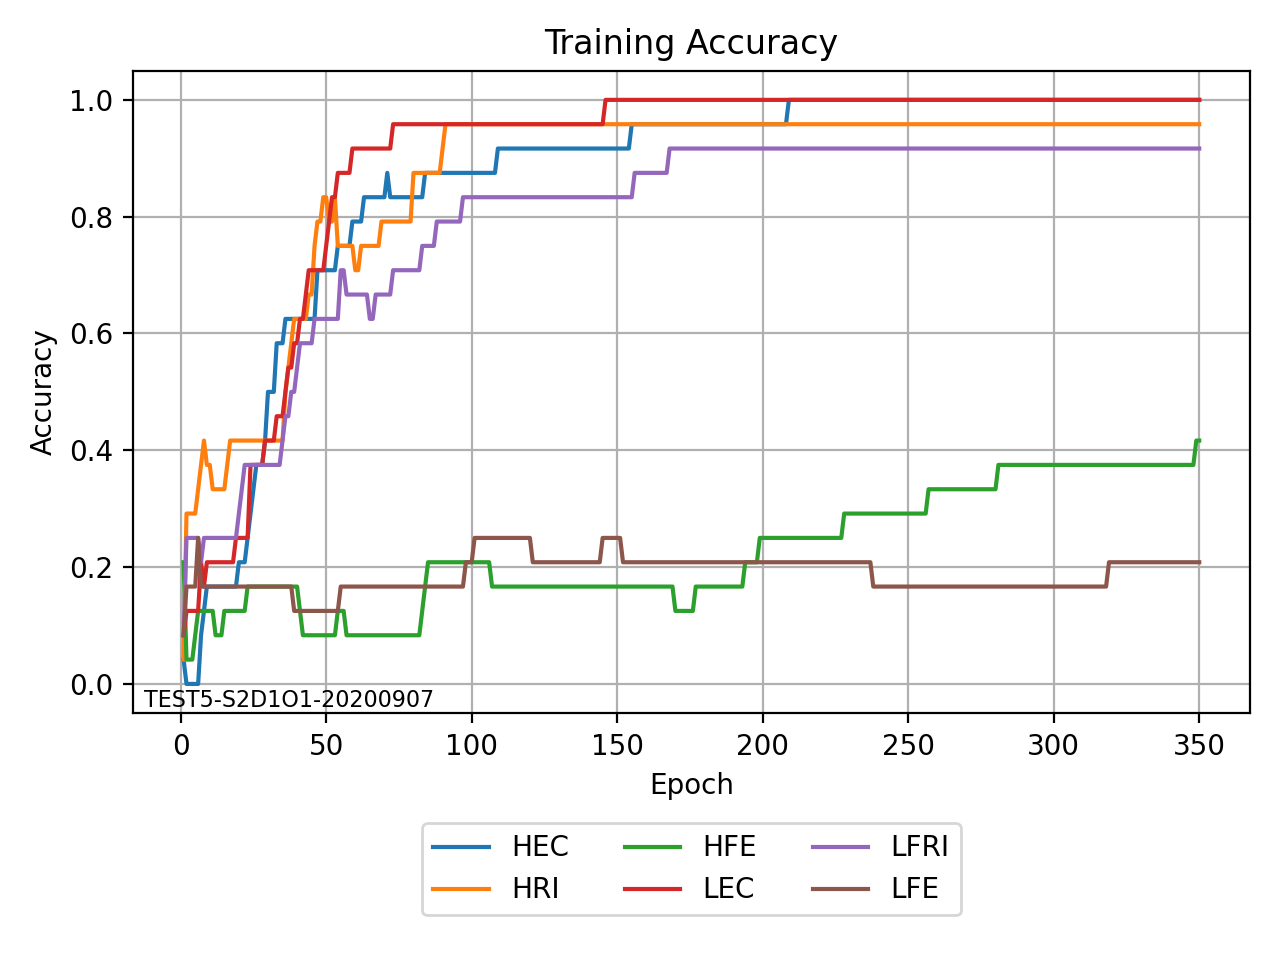 Training Accuracy
1.0
0.8
0.6
0.4
0.2
0.0
Accuracy
TEST5-S2D1O1-20200907
0 50 100 150 200 250 300 350
Epoch
HEC HFE LFRI
HRI LEC LFE